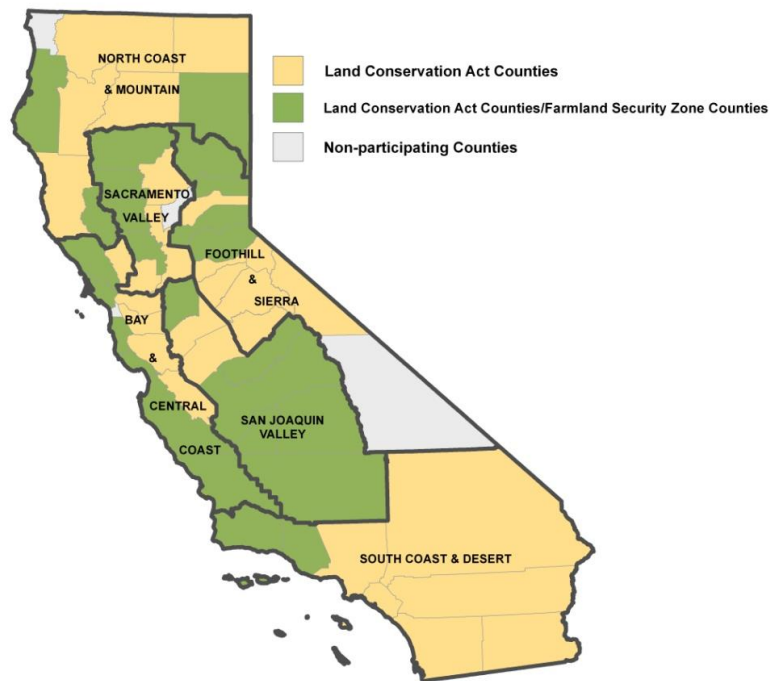 Land Conservation Act Counties
Land Conservation Act Counties/Farmland Security Zone Counties
Non-participating Counties
NORTH COAST
& MOUNTAIN
SACRAMENTO
VALLEY
FOOTHILL
&
SIERRA
BAY
&
CENTRAL
COAST
SAN JOAQUIN
VALLEY
SOUTH COAST & DESERT